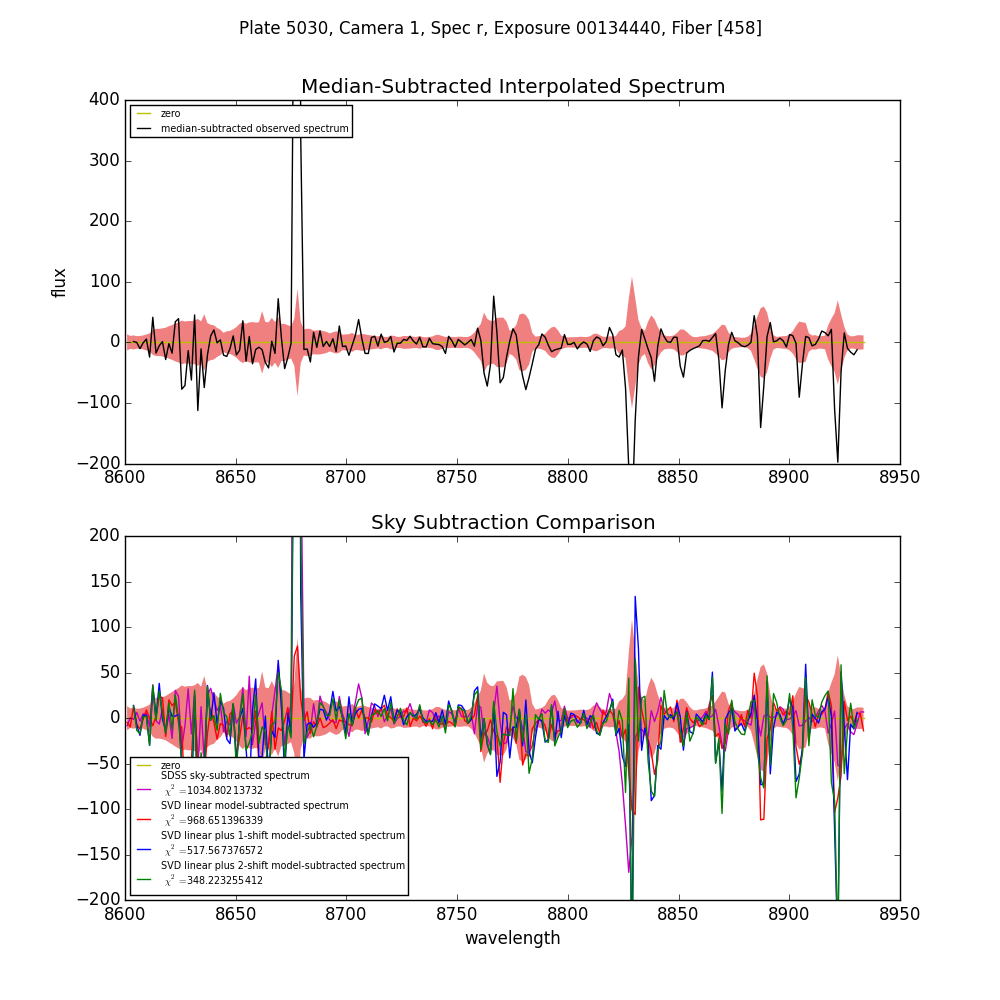 Plate 5030, Camera 1, Spec r, Exposure 00134440, Fiber [458]
Median-Subtracted Interpolated Spectrum
400
300
200
100
0
−100
−200
flux
zero
median-subtracted observed spectrum
8600 8650 8700 8750 8800 8850 8900 8950
Sky Subtraction Comparison
200
150
100
50
0
−50
−100
−150
−200
zero
SDSS sky-subtracted spectrum
χ² =1034.80213732
SVD linear model-subtracted spectrum
χ² =968.651396339
SVD linear plus 1-shift model-subtracted spectrum
χ² =517.567376572
SVD linear plus 2-shift model-subtracted spectrum
χ² =348.223255412
8600 8650 8700 8750 8800 8850 8900 8950
wavelength